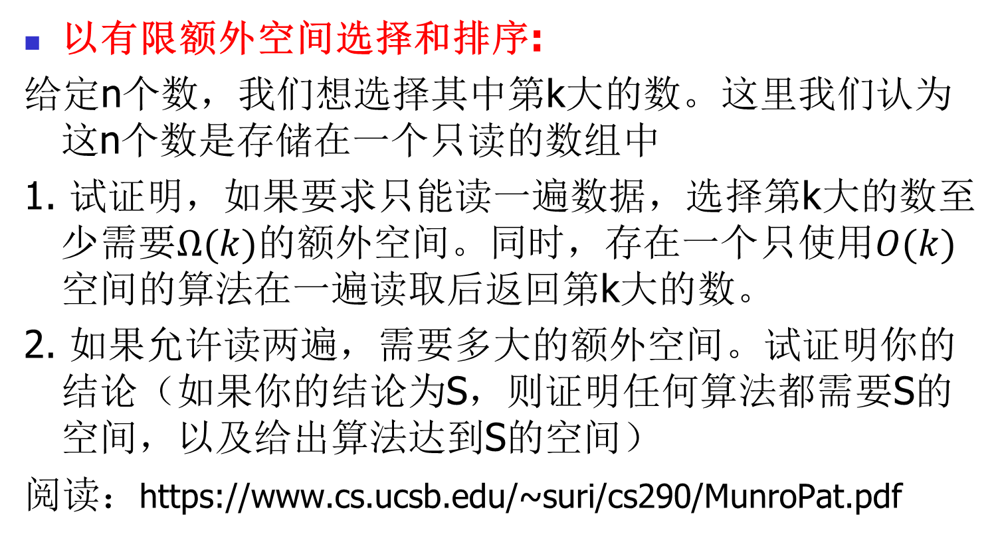 以有限额外空间选择和排序:
给定n个数，我们想选择其中第k大的数。这里我们认为
这n个数是存储在一个只读的数组中
1. 试证明，如果要求只能读一遍数据，选择第k大的数至
少需要Ω(k)的额外空间。同时，存在一个只使用O(k)
空间的算法在一遍读取后返回第k大的数。
2. 如果允许读两遍，需要多大的额外空间。试证明你的
结论（如果你的结论为S，则证明任何算法都需要S的
空间，以及给出算法达到S的空间）
阅读：https://www.cs.ucsb.edu/~suri/cs290/MunroPat.pdf